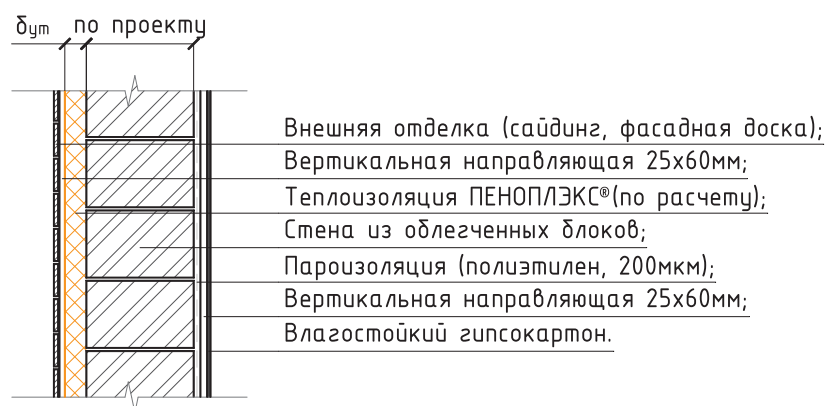 δут по проекту
Внешняя отделка (сайдинг, фасадная доска);
Вертикальная направляющая 25х60мм;
Теплоизоляция ПЕНОПЛЭКС®(по расчету);
Стена из облегченных блоков;
Пароизоляция (полиэтилен, 200мкм);
Вертикальная направляющая 25х60мм;
Влагостойкий гипсокартон.